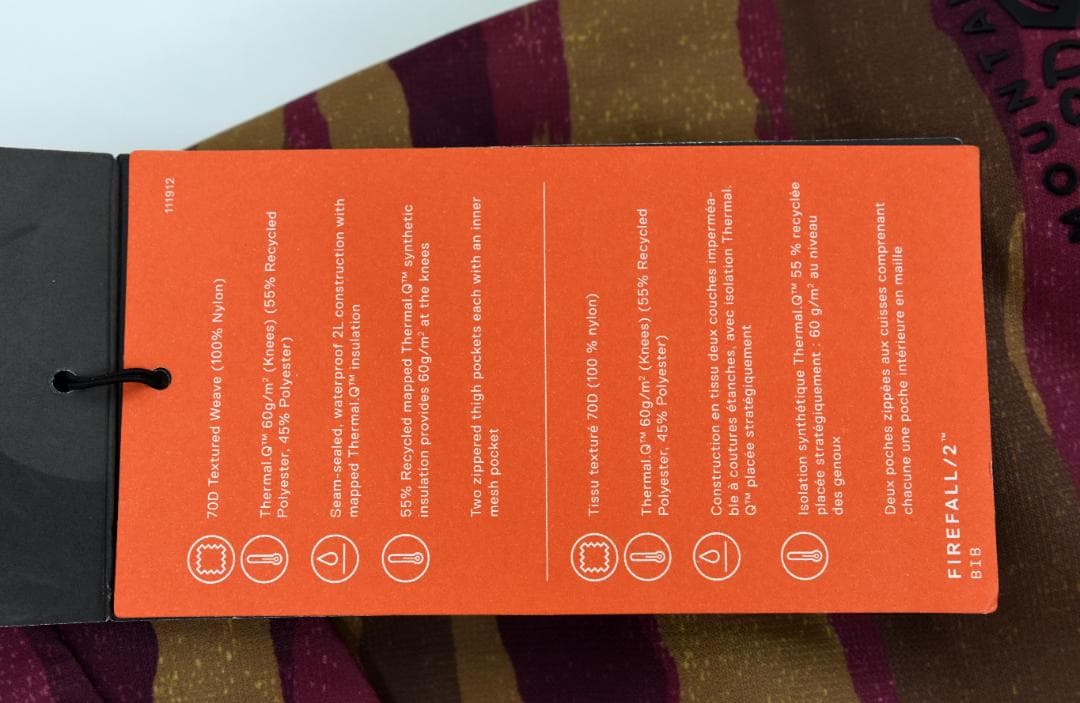 111912
70D Textured Weave (100% Nylon)
Thermal.Q™ 60g/m² (Knees) (55% Recycled
Polyester, 45% Polyester)
Seam-sealed, waterproof 2L construction with
mapped Thermal.Q™ insulation
55% Recycled mapped Thermal.Q™ synthetic
insulation provides 60g/m² at the knees
Two zippered thigh pockets each with an inner
mesh pocket
Tissu texturé 70D (100 % nylon)
Thermal.Q™ 60g/m² (Knees) (55% Recycled
Polyester, 45% Polyester)
Construction en tissu deux couches imperméa-
ble à coutures étanches, avec isolation Thermal.
Q™ placée stratégiquement
Isolation synthétique Thermal.Q™ 55 % recyclée
placée stratégiquement : 60 g/m² au niveau
des genoux
Deux poches zippées aux cuisses comprenant
chacune une poche intérieure en maille
FIREFALL/2™
BIB